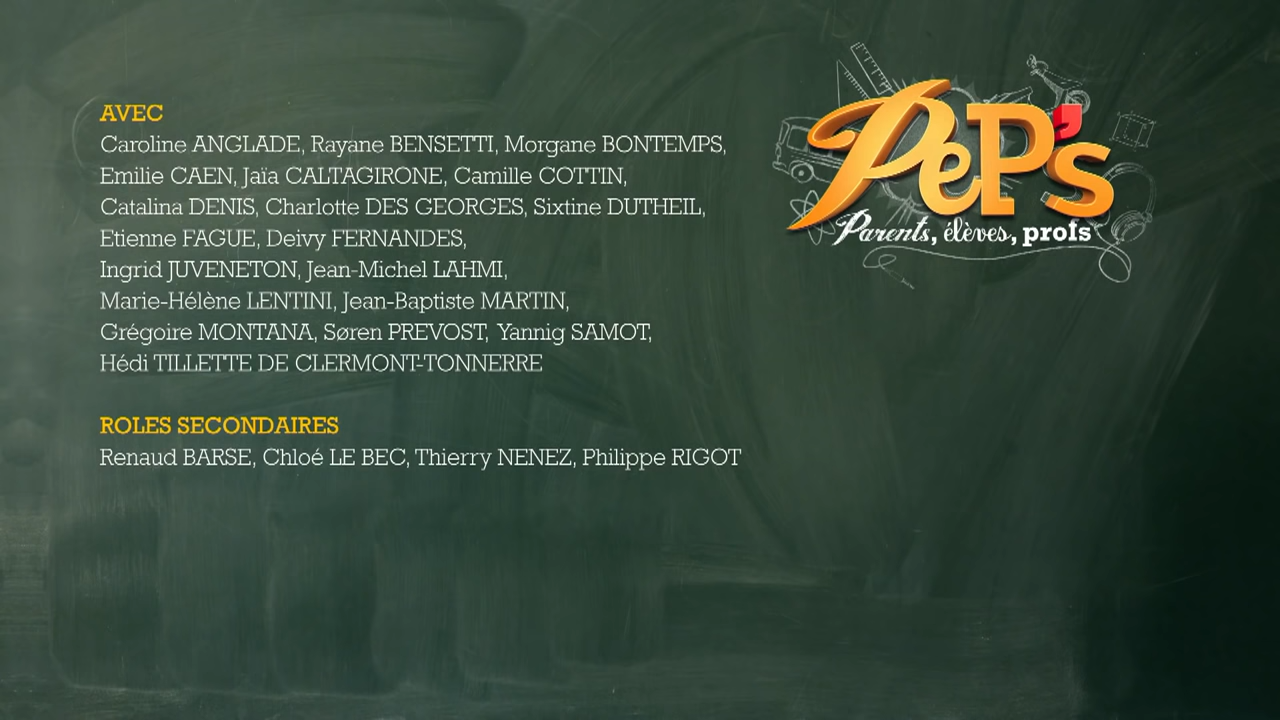 AVEC
Caroline ANGLADE, Rayane BENSETTI, Morgane BONTEMPS,
Emilie CAEN, Jaïa CALTAGIRONE, Camille COTTIN,
Catalina DENIS, Charlotte DES GEORGES, Sixtine DUTHEIL,
Etienne FAGUE, Deivy FERNANDES,
Ingrid JUVENETON, Jean-Michel LAHMI,
Marie-Hélène LENTINI, Jean-Baptiste MARTIN,
Grégoire MONTANA, Søren PREVOST, Yannig SAMOT,
Hédi TILLETTE DE CLERMONT-TONNERRE
ROLES SECONDAIRES
Renaud BARSE, Chloé LE BEC, Thierry NENEZ, Philippe RIGOT
PeP's
Parents, élèves, profs